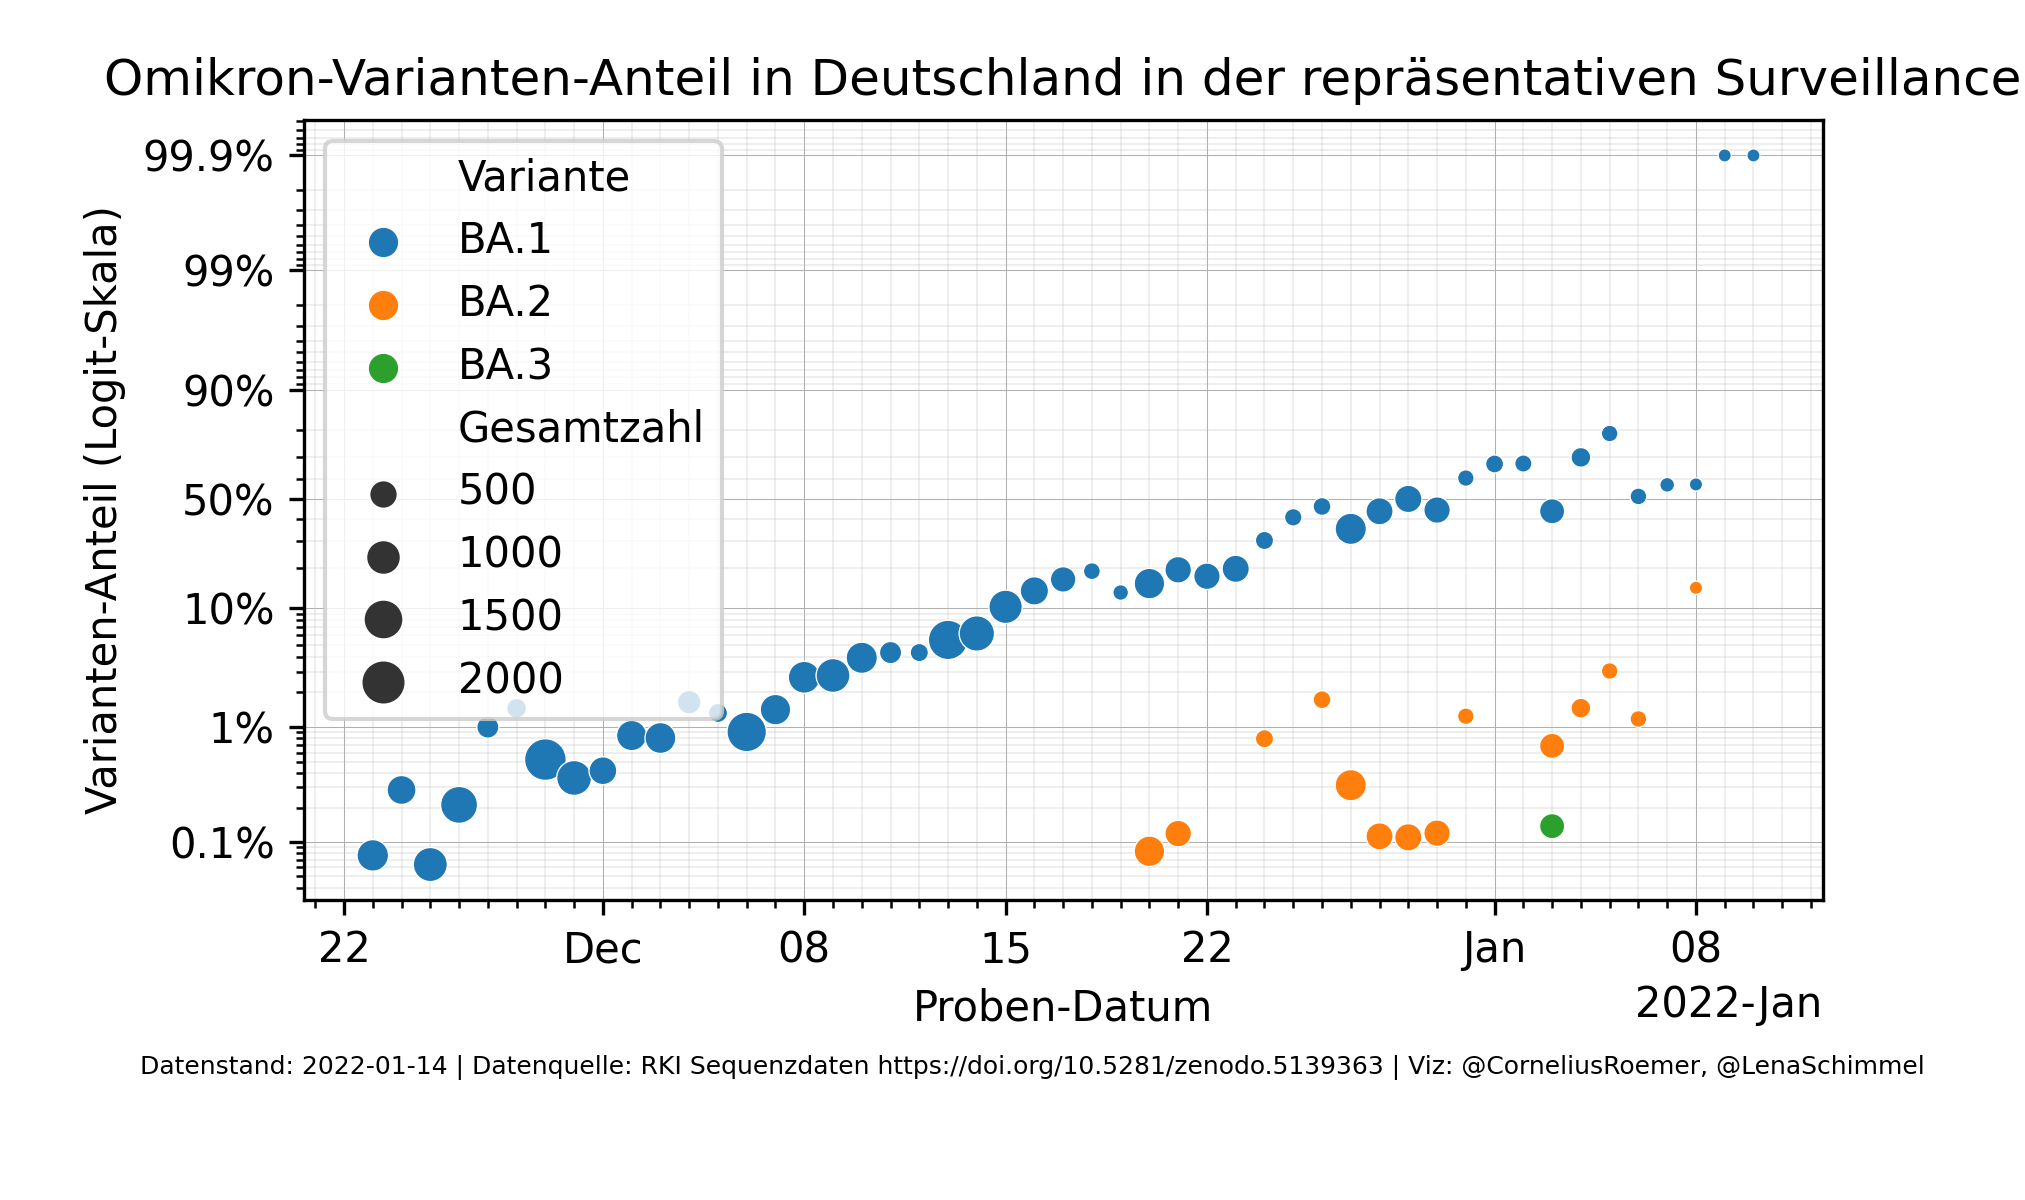 Omikron-Varianten-Anteil in Deutschland in der repräsentativen Surveillance
Varianten-Anteil (Logit-Skala)
99.9%
99%
90%
50%
10%
1%
0.1%
Variante
BA.1
BA.2
BA.3
Gesamtzahl
500
1000
1500
2000
22 Dec 08 15 22 Jan 08
Proben-Datum
2022-Jan
Datenstand: 2022-01-14 | Datenquelle: RKI Sequenzdaten https://doi.org/10.5281/zenodo.5139363 | Viz: @CorneliusRoemer, @LenaSchimmel